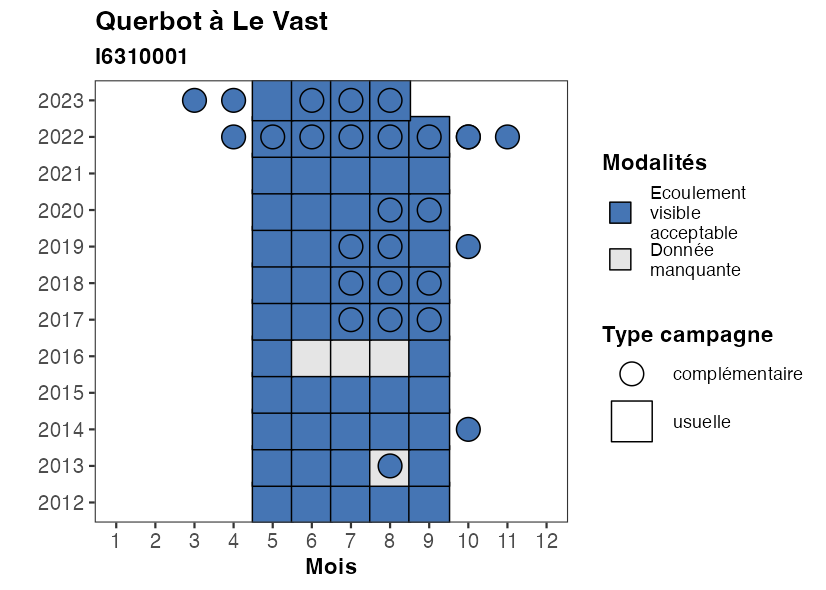 Querbot à Le Vast
I6310001
2023
2022
2021
2020
2019
2018
2017
2016
2015
2014
2013
2012
1 2 3 4 5 6 7 8 9 10 11 12
Mois
Modalités
Ecoulement
visible
acceptable
Donnée
manquante
Type campagne
complémentaire
usuelle